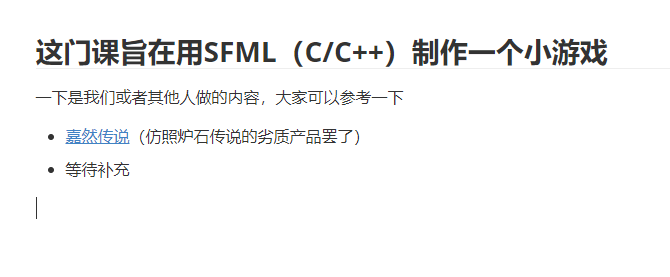 这门课旨在用SFML（C/C++）制作一个小游戏
一下是我们或者其他人做的内容，大家可以参考一下
嘉然传说（仿照炉石传说的劣质产品罢了）
等待补充